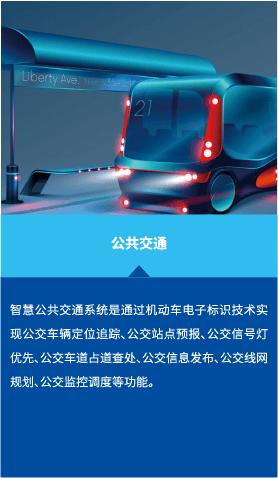 Liberty Ave.
21
公共交通
智慧公共交通系统是通过机动车电子标识技术实
现公交车辆定位追踪、公交站点预报、公交信号灯
优先、公交车道占道查处、公交信息发布、公交线网
规划、公交监控调度等功能。